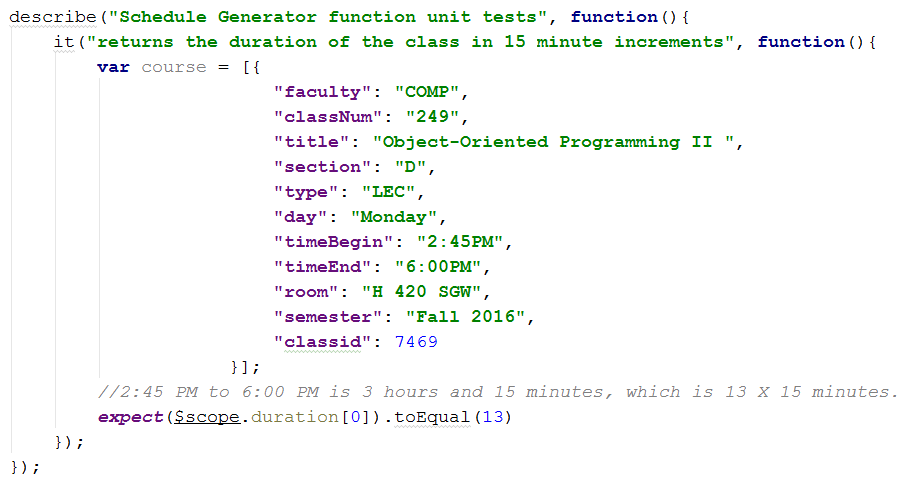 describe("Schedule Generator function unit tests", function(){
    it("returns the duration of the class in 15 minute increments", function(){
        var course = [{
                        "faculty": "COMP",
                        "classNum": "249",
                        "title": "Object-Oriented Programming II ",
                        "section": "D",
                        "type": "LEC",
                        "day": "Monday",
                        "timeBegin": "2:45PM",
                        "timeEnd": "6:00PM",
                        "room": "H 420 SGW",
                        "semester": "Fall 2016",
                        "classid": 7469
                    }];
        //2:45 PM to 6:00 PM is 3 hours and 15 minutes, which is 13 X 15 minutes.
        expect($scope.duration[0]).toEqual(13)
    });
});